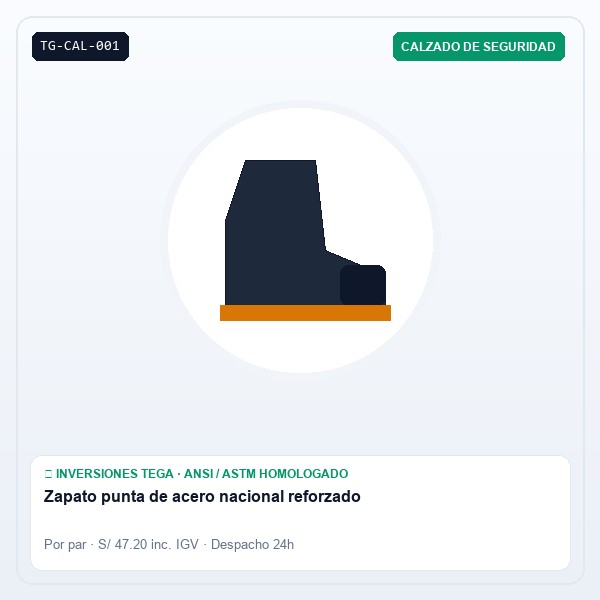 TG-CAL-001
CALZADO DE SEGURIDAD
INVERSIONES TEGA · ANSI / ASTM HOMOLOGADO
Zapato punta de acero nacional reforzado
Por par · S/ 47.20 inc. IGV · Despacho 24h